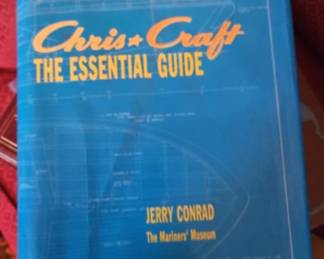 Chris★Craft
THE ESSENTIAL GUIDE
JERRY CONRAD
The Mariners' Museum